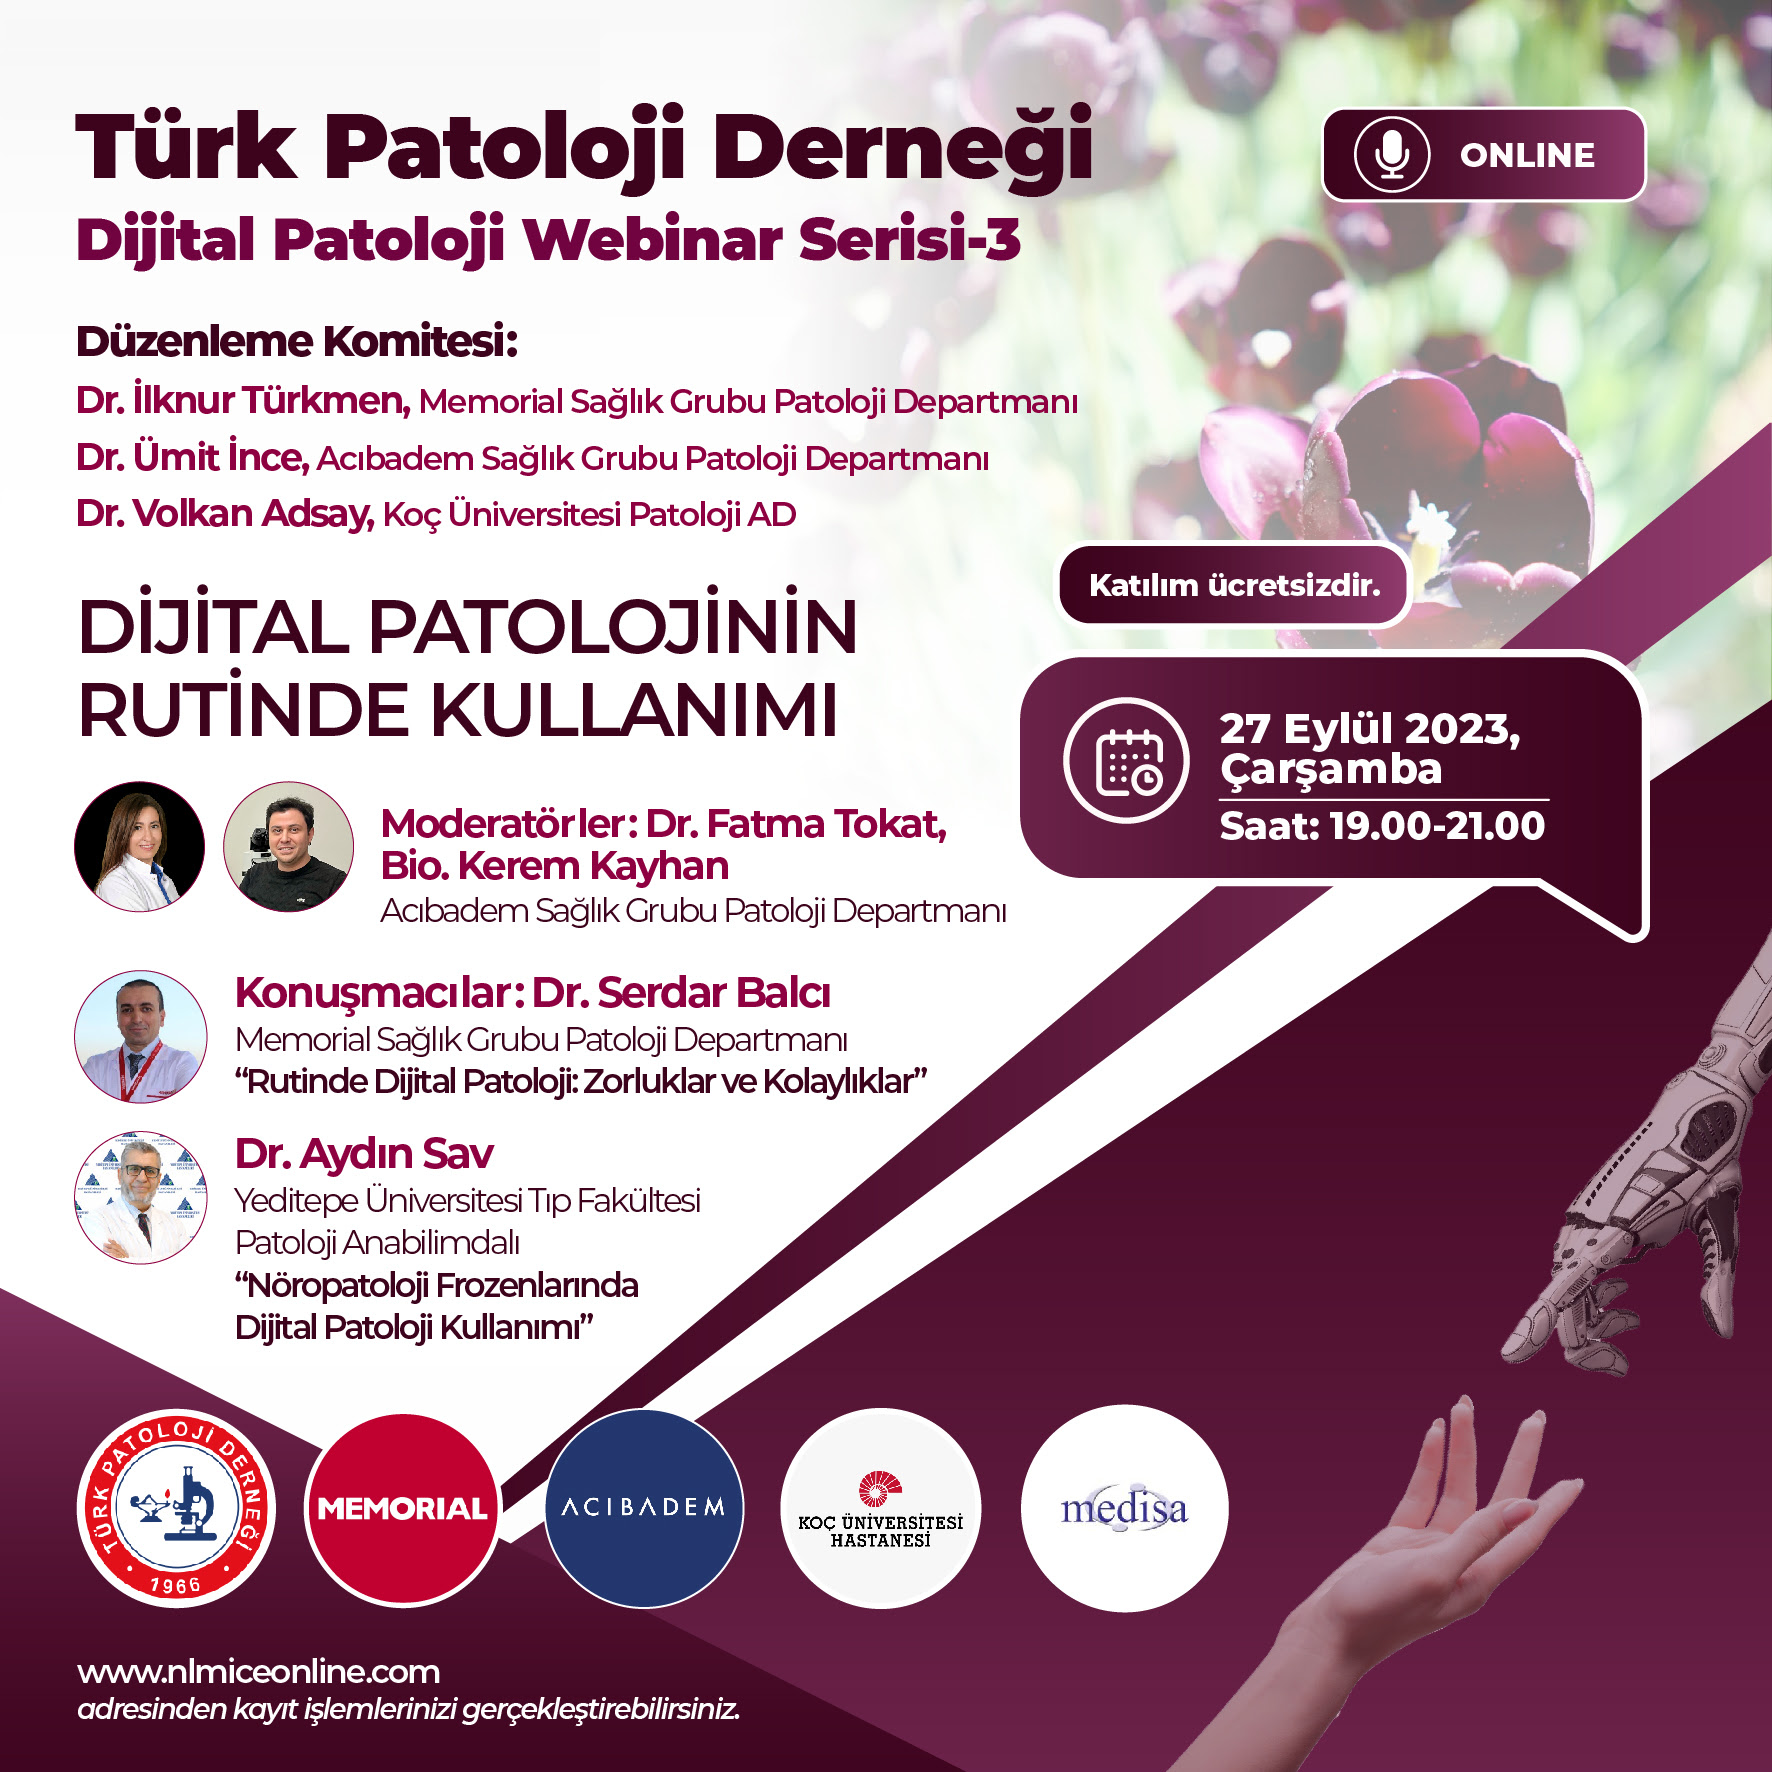 Türk Patoloji Derneği
Dijital Patoloji Webinar Serisi-3
ONLINE
Düzenleme Komitesi:
Dr. İlknur Türkmen, Memorial Sağlık Grubu Patoloji Departmanı
Dr. Ümit İnce, Acıbadem Sağlık Grubu Patoloji Departmanı
Dr. Volkan Adsay, Koç Üniversitesi Patoloji AD
Katılım ücretsizdir.
DİJİTAL PATOLOJİNİN
RUTİNDE KULLANIMI
27 Eylül 2023,
Çarşamba
Saat: 19.00-21.00
Moderatörler: Dr. Fatma Tokat,
Bio. Kerem Kayhan
Acıbadem Sağlık Grubu Patoloji Departmanı
Konuşmacılar: Dr. Serdar Balcı
Memorial Sağlık Grubu Patoloji Departmanı
“Rutinde Dijital Patoloji: Zorluklar ve Kolaylıklar”
Dr. Aydın Sav
Yeditepe Üniversitesi Tıp Fakültesi
Patoloji Anabilimdalı
“Nöropatoloji Frozenlarında
Dijital Patoloji Kullanımı”
TÜRK PATOLOJİ DERNEĞİ
• 1966 •
MEMORIAL
ACIBADEM
KOÇ ÜNİVERSİTESİ
HASTANESİ
medisa
www.nlmiceonline.com
adresinden kayıt işlemlerinizi gerçekleştirebilirsiniz.